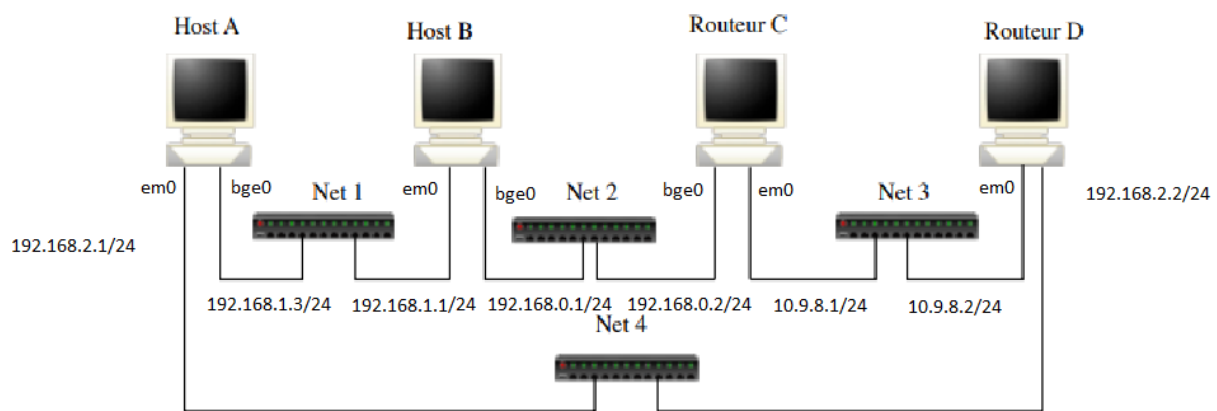 Host A
Host B
Routeur C
Routeur D
em0
bge0
Net 1
em0
bge0
Net 2
bge0
em0
Net 3
em0
192.168.2.2/24
192.168.2.1/24
192.168.1.3/24
192.168.1.1/24
192.168.0.1/24
192.168.0.2/24
10.9.8.1/24
10.9.8.2/24
Net 4